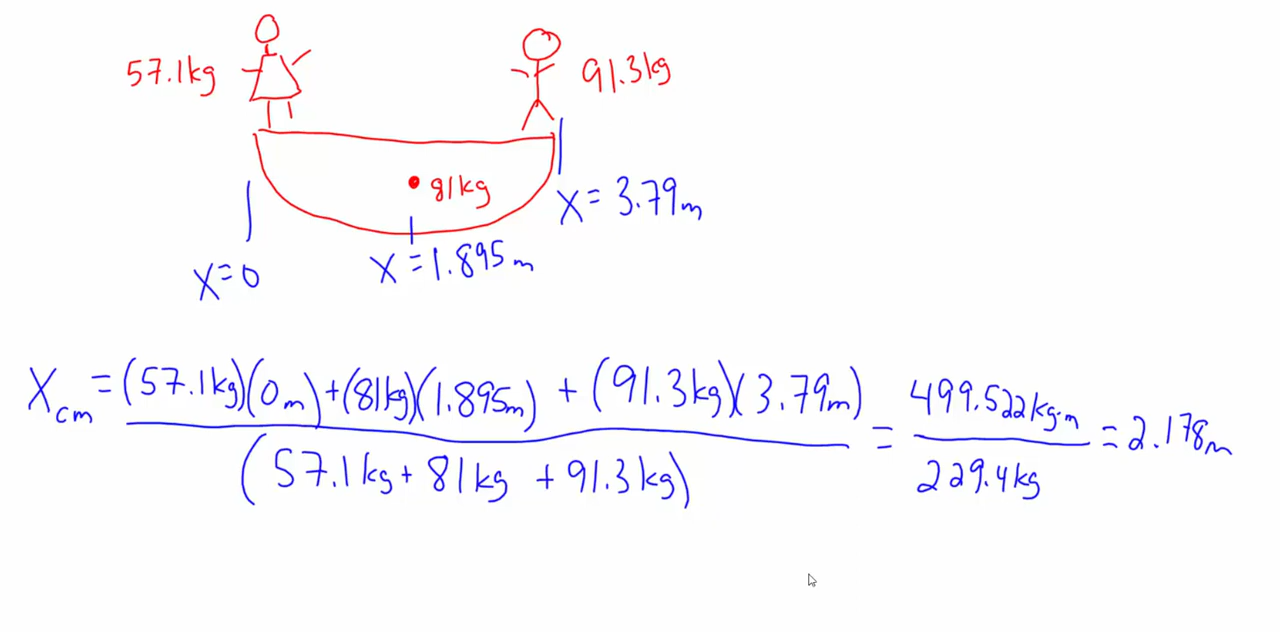 57.1kg
91.3kg
81kg
X = 3.79m
X=0
X=1.895m
X_cm = (57.1kg)(0m)+(81kg)(1.895m) + (91.3kg)(3.79m) = 499.522kg·m = 2.178m
(57.1kg + 81kg + 91.3kg) 229.4kg